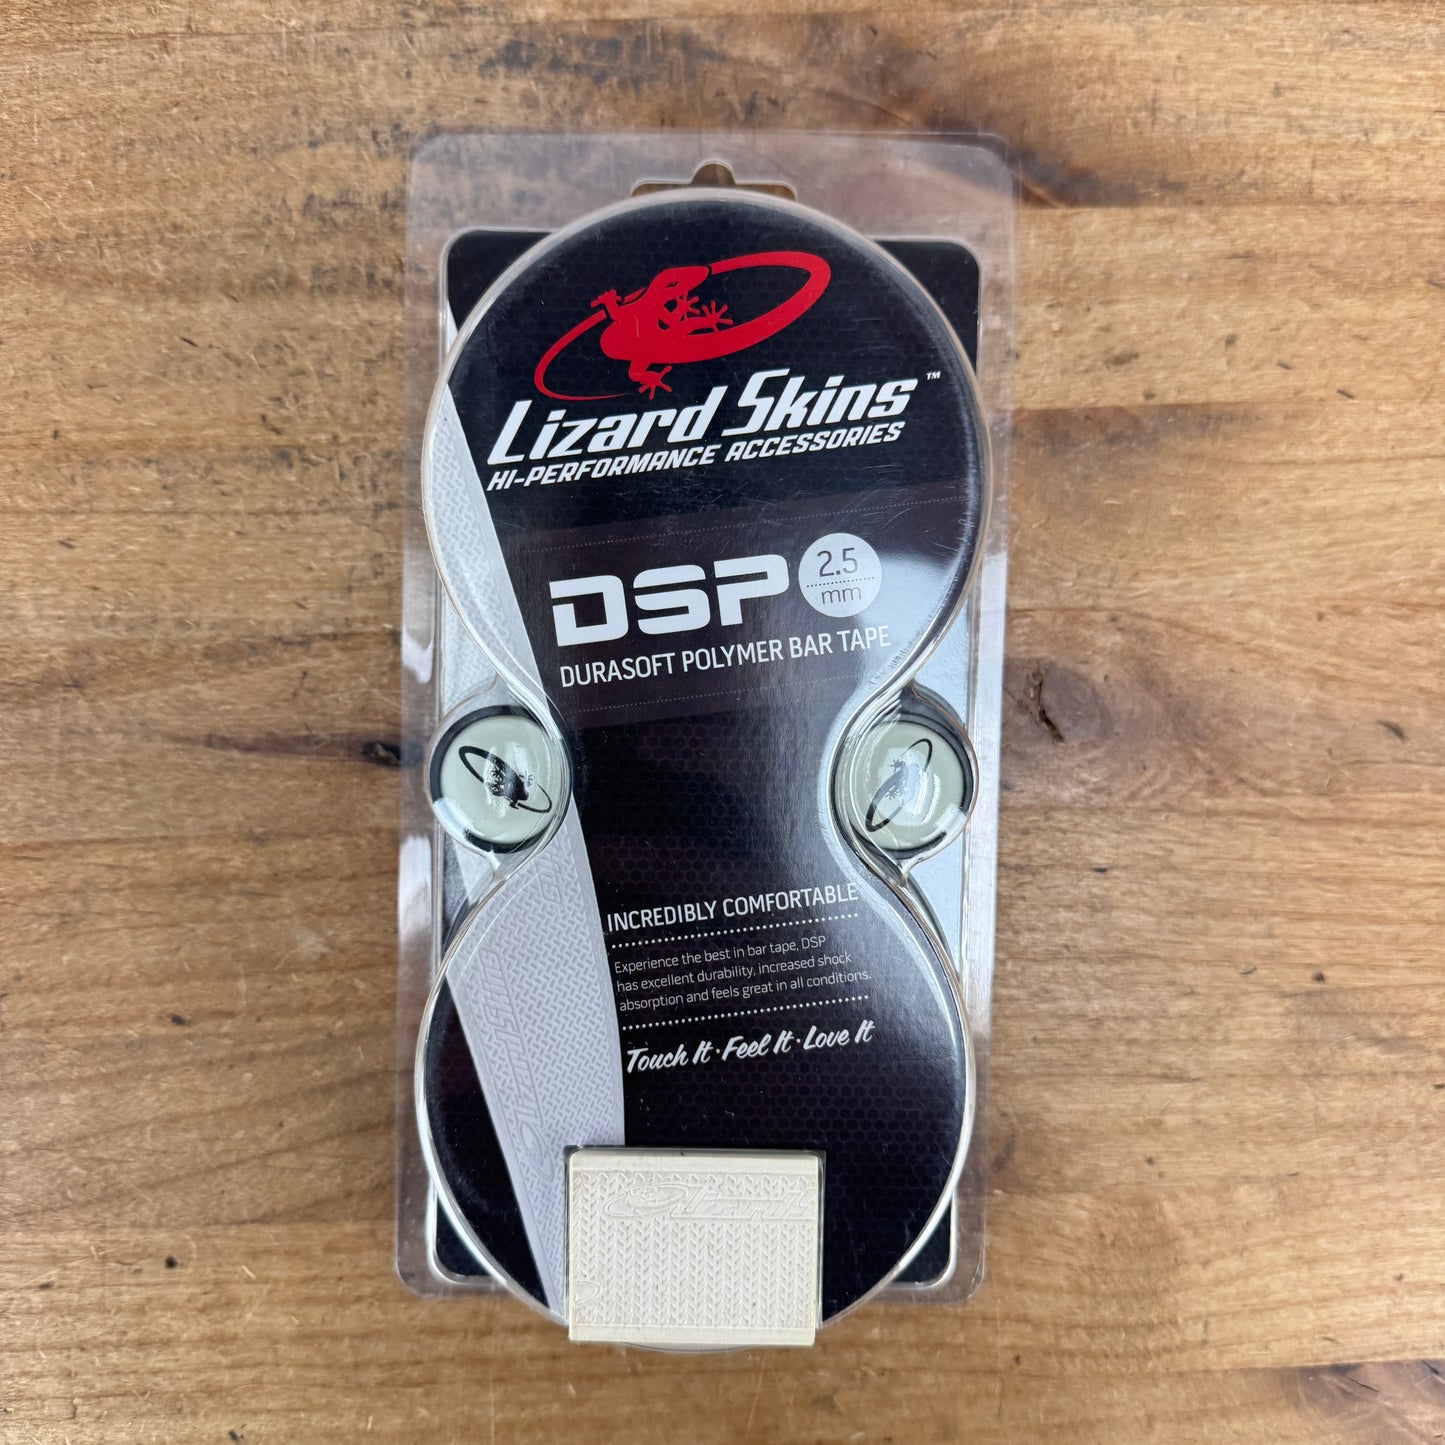 Lizard Skins™
HI-PERFORMANCE ACCESSORIES
DSP
2.5
mm
DURASOFT POLYMER BAR TAPE
INCREDIBLY COMFORTABLE
Experience the best in bar tape, DSP
has excellent durability, increased shock
absorption and feels great in all conditions.
Touch It · Feel It · Love It
Lizard